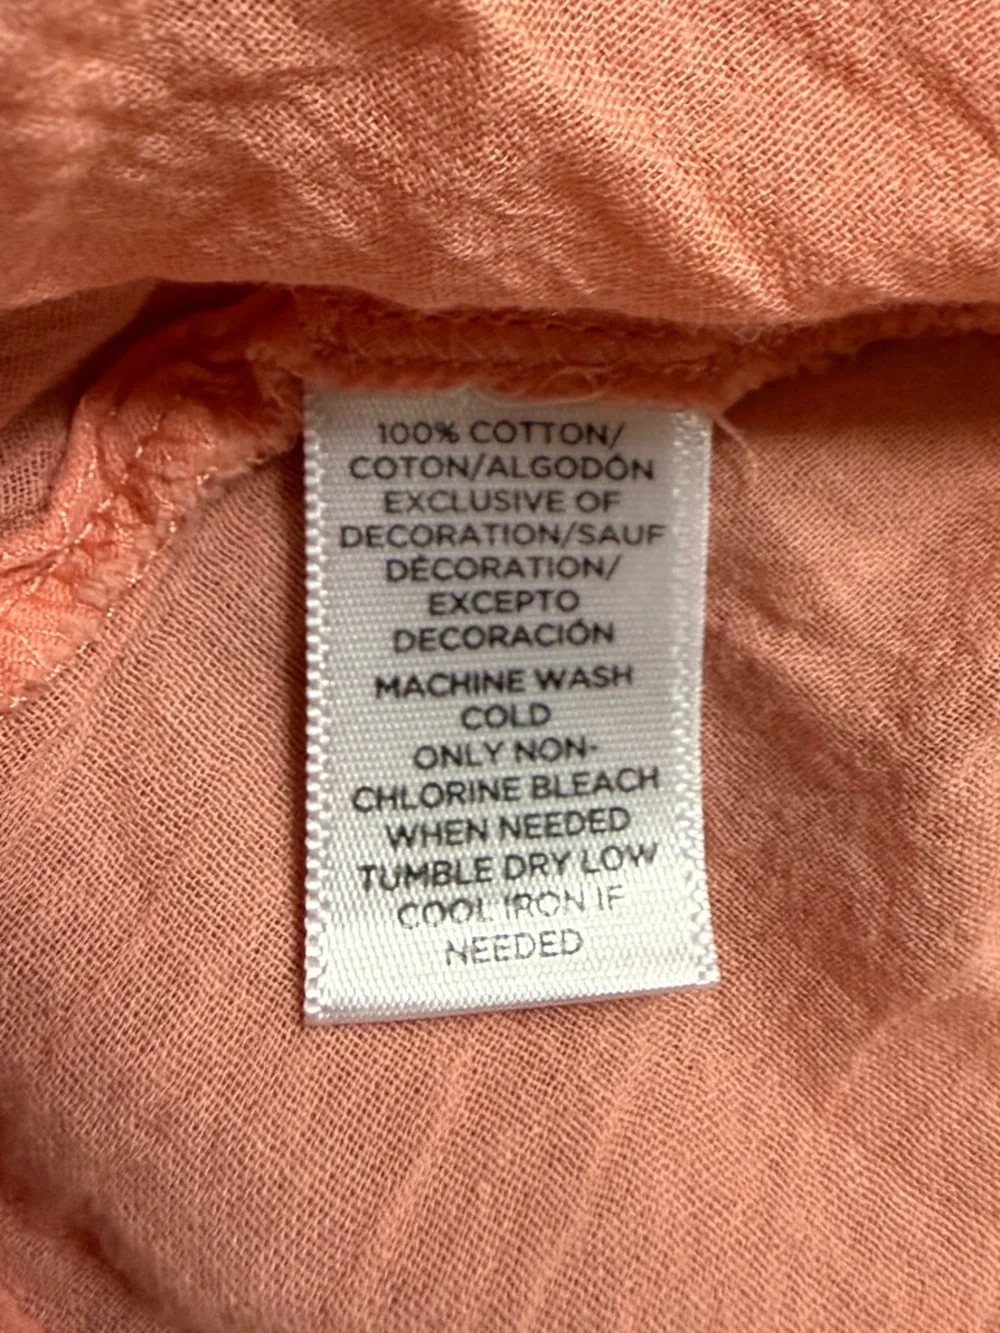 100% COTTON/
COTON/ALGODÓN
EXCLUSIVE OF
DECORATION/SAUF
DÉCORATION/
EXCEPTO
DECORACIÓN
MACHINE WASH
COLD
ONLY NON-
CHLORINE BLEACH
WHEN NEEDED
TUMBLE DRY LOW
COOL IRON IF
NEEDED